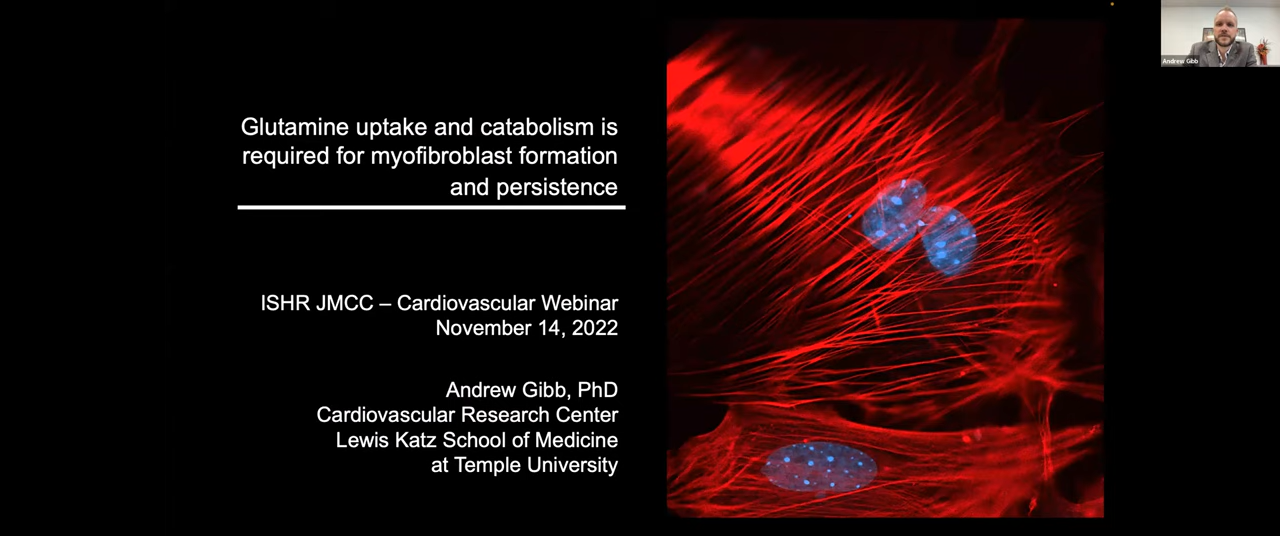 Glutamine uptake and catabolism is
required for myofibroblast formation
and persistence
ISHR JMCC – Cardiovascular Webinar
November 14, 2022
Andrew Gibb, PhD
Cardiovascular Research Center
Lewis Katz School of Medicine
at Temple University
Andrew Gibb